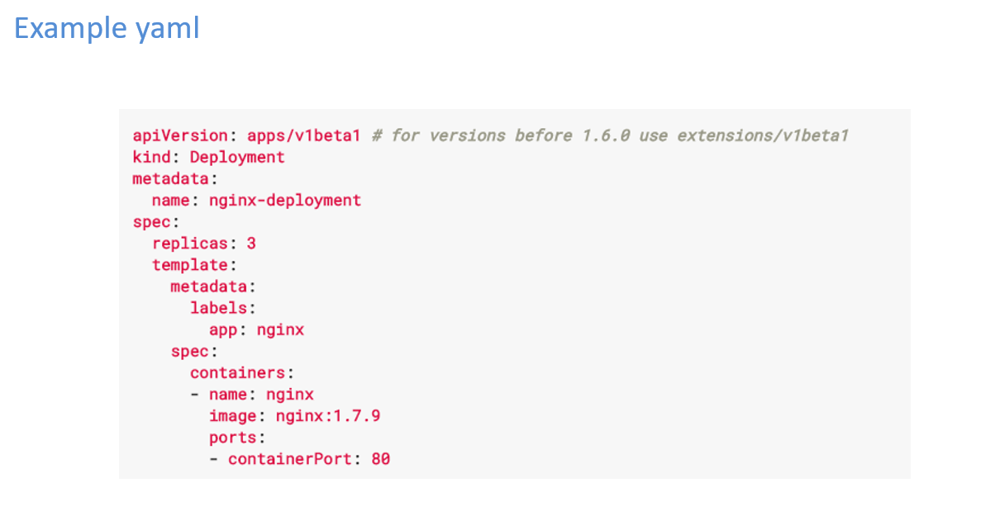 Example yaml
apiVersion: apps/v1beta1 # for versions before 1.6.0 use extensions/v1beta1
kind: Deployment
metadata:
  name: nginx-deployment
spec:
  replicas: 3
  template:
    metadata:
      labels:
        app: nginx
    spec:
      containers:
      - name: nginx
        image: nginx:1.7.9
        ports:
        - containerPort: 80